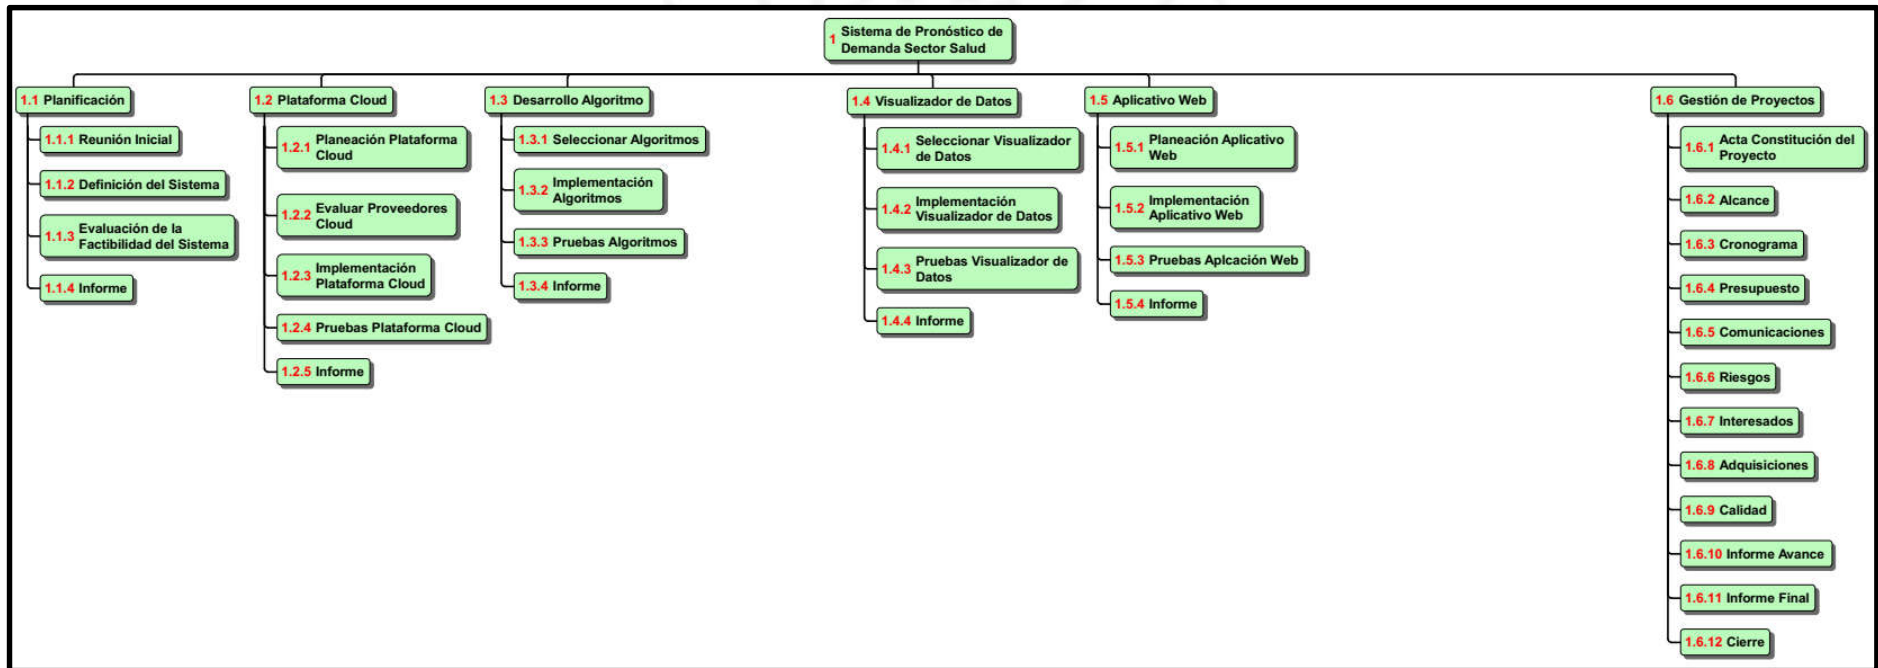 1 Sistema de Pronóstico de
Demanda Sector Salud
1.1 Planificación
1.1.1 Reunión Inicial
1.1.2 Definición del Sistema
1.1.3 Evaluación de la
Factibilidad del Sistema
1.1.4 Informe
1.2 Plataforma Cloud
1.2.1 Planeación Plataforma
Cloud
1.2.2 Evaluar Proveedores
Cloud
1.2.3 Implementación
Plataforma Cloud
1.2.4 Pruebas Plataforma Cloud
1.2.5 Informe
1.3 Desarrollo Algoritmo
1.3.1 Seleccionar Algoritmos
1.3.2 Implementación
Algoritmos
1.3.3 Pruebas Algoritmos
1.3.4 Informe
1.4 Visualizador de Datos
1.4.1 Seleccionar Visualizador
de Datos
1.4.2 Implementación
Visualizador de Datos
1.4.3 Pruebas Visualizador de
Datos
1.4.4 Informe
1.5 Aplicativo Web
1.5.1 Planeación Aplicativo
Web
1.5.2 Implementación
Aplicativo Web
1.5.3 Pruebas Aplcación Web
1.5.4 Informe
1.6 Gestión de Proyectos
1.6.1 Acta Constitución del
Proyecto
1.6.2 Alcance
1.6.3 Cronograma
1.6.4 Presupuesto
1.6.5 Comunicaciones
1.6.6 Riesgos
1.6.7 Interesados
1.6.8 Adquisiciones
1.6.9 Calidad
1.6.10 Informe Avance
1.6.11 Informe Final
1.6.12 Cierre